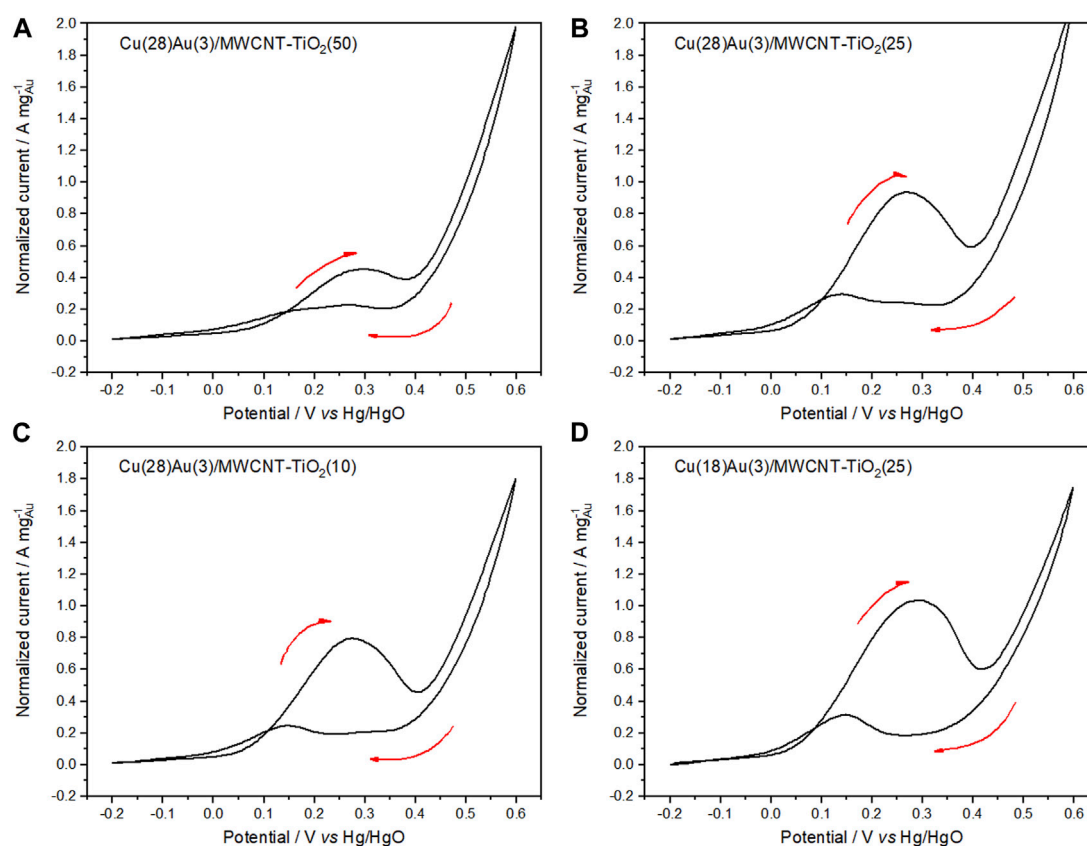 A
Cu(28)Au(3)/MWCNT-TiO₂(50)
Normalized current / A mg⁻¹Au
2.0
1.8
1.6
1.4
1.2
1.0
0.8
0.6
0.4
0.2
0.0
-0.2
-0.2 -0.1 0.0 0.1 0.2 0.3 0.4 0.5 0.6
Potential / V vs Hg/HgO
B
Cu(28)Au(3)/MWCNT-TiO₂(25)
Normalized current / A mg⁻¹Au
2.0
1.8
1.6
1.4
1.2
1.0
0.8
0.6
0.4
0.2
0.0
-0.2
-0.2 -0.1 0.0 0.1 0.2 0.3 0.4 0.5 0.6
Potential / V vs Hg/HgO
C
Cu(28)Au(3)/MWCNT-TiO₂(10)
Normalized current / A mg⁻¹Au
2.0
1.8
1.6
1.4
1.2
1.0
0.8
0.6
0.4
0.2
0.0
-0.2
-0.2 -0.1 0.0 0.1 0.2 0.3 0.4 0.5 0.6
Potential / V vs Hg/HgO
D
Cu(18)Au(3)/MWCNT-TiO₂(25)
Normalized current / A mg⁻¹Au
2.0
1.8
1.6
1.4
1.2
1.0
0.8
0.6
0.4
0.2
0.0
-0.2
-0.2 -0.1 0.0 0.1 0.2 0.3 0.4 0.5 0.6
Potential / V vs Hg/HgO